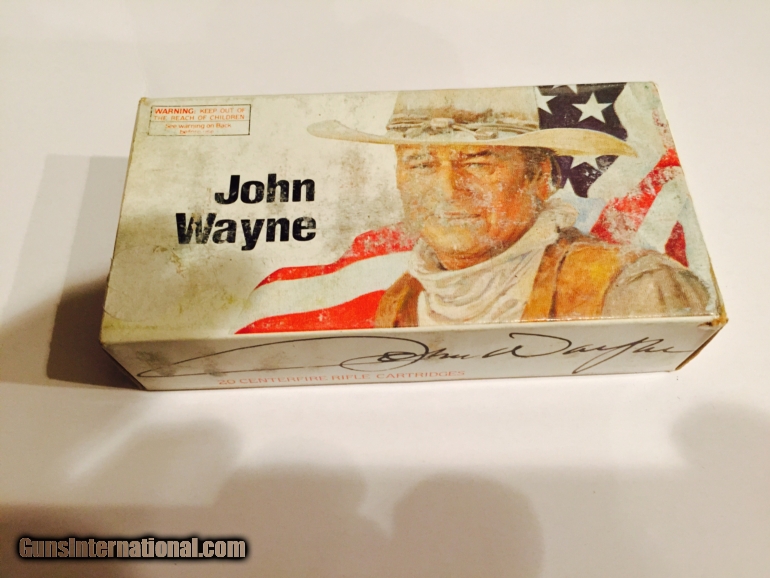 WARNING: KEEP OUT OF
THE REACH OF CHILDREN
See warning on Back
John
Wayne
John Wayne
20 CENTERFIRE RIFLE CARTRIDGES
GunsInternational.com